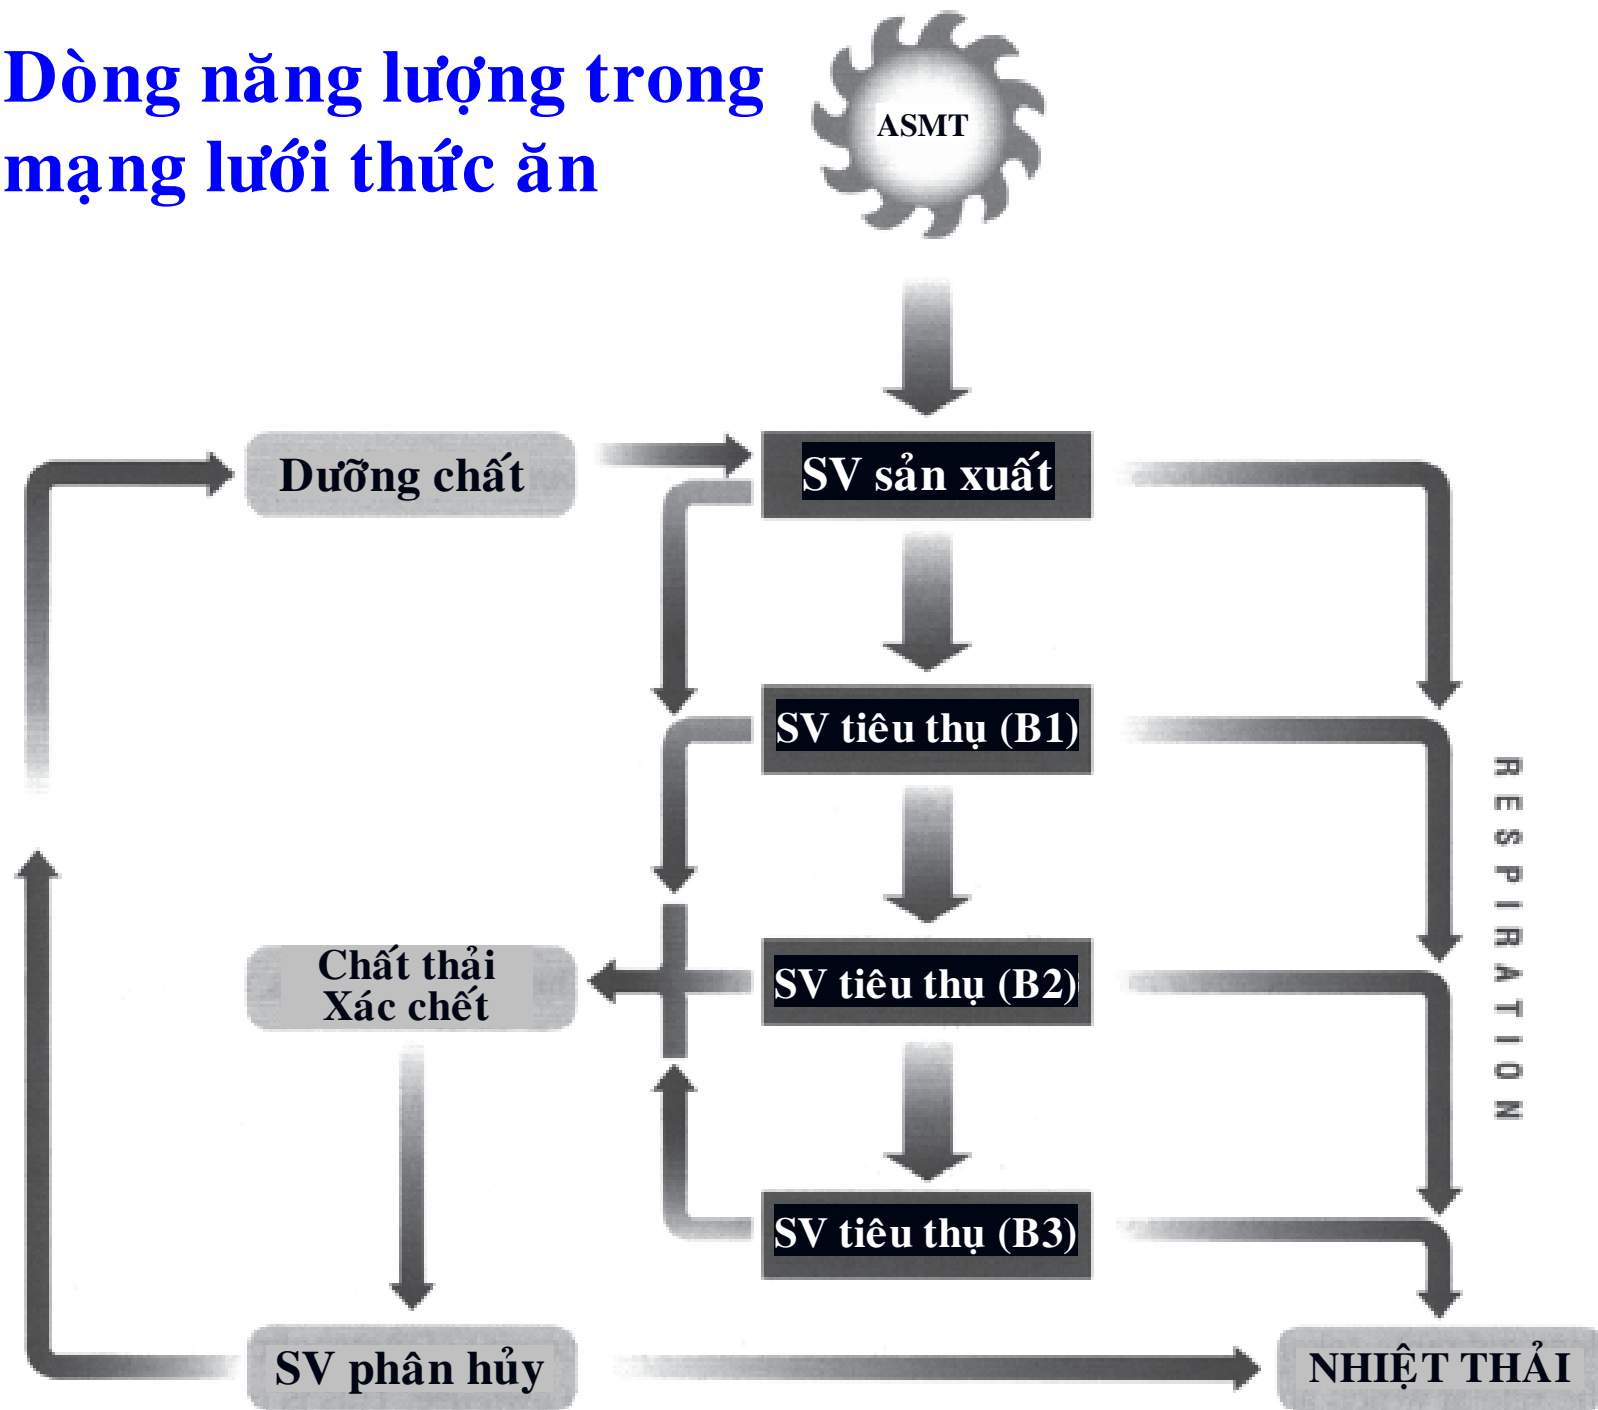 Dòng năng lượng trong
mạng lưới thức ăn
ASMT
Dưỡng chất
SV sản xuất
SV tiêu thụ (B1)
RESPIRATION
Chất thải
Xác chết
SV tiêu thụ (B2)
SV tiêu thụ (B3)
SV phân hủy
NHIỆT THẢI